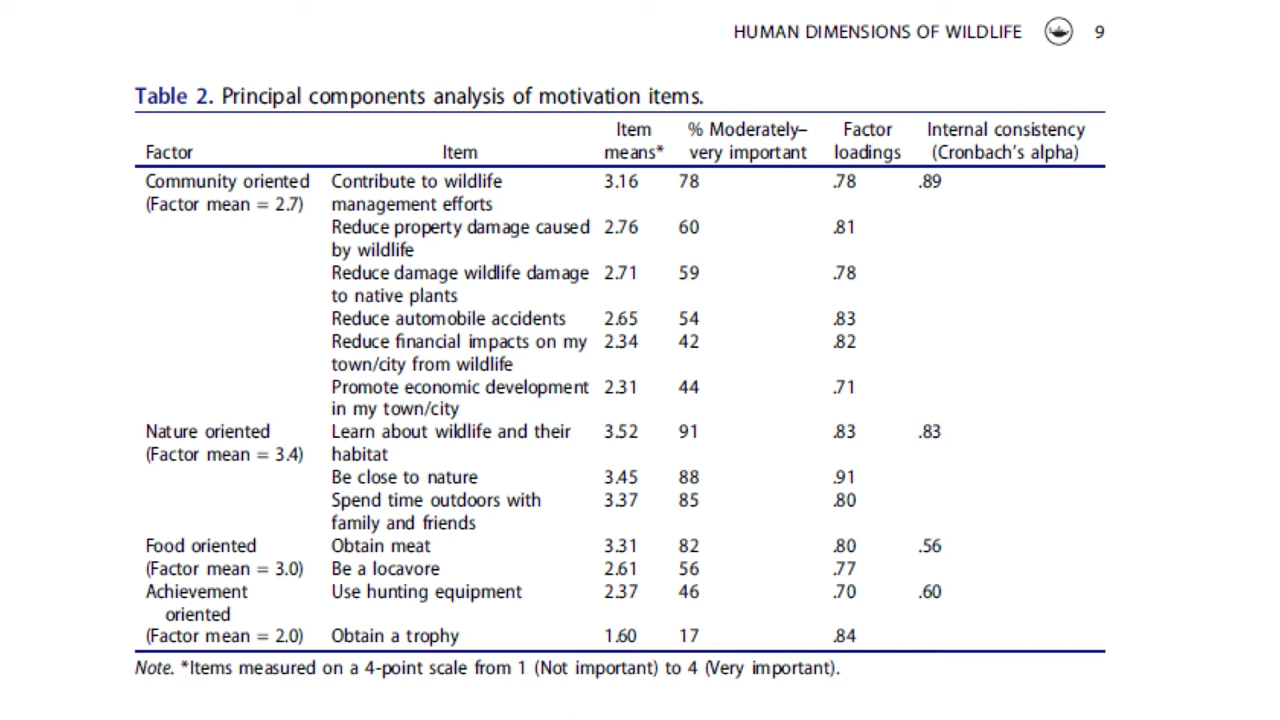 HUMAN DIMENSIONS OF WILDLIFE 9
Table 2. Principal components analysis of motivation items.
Item % Moderately– Factor Internal consistency
Factor Item means* very important loadings (Cronbach's alpha)
Community oriented Contribute to wildlife 3.16 78 .78 .89
(Factor mean = 2.7) management efforts
Reduce property damage caused 2.76 60 .81
by wildlife
Reduce damage wildlife damage 2.71 59 .78
to native plants
Reduce automobile accidents 2.65 54 .83
Reduce financial impacts on my 2.34 42 .82
town/city from wildlife
Promote economic development 2.31 44 .71
in my town/city
Nature oriented Learn about wildlife and their 3.52 91 .83 .83
(Factor mean = 3.4) habitat
Be close to nature 3.45 88 .91
Spend time outdoors with 3.37 85 .80
family and friends
Food oriented Obtain meat 3.31 82 .80 .56
(Factor mean = 3.0) Be a locavore 2.61 56 .77
Achievement Use hunting equipment 2.37 46 .70 .60
oriented
(Factor mean = 2.0) Obtain a trophy 1.60 17 .84
Note. *Items measured on a 4-point scale from 1 (Not important) to 4 (Very important).